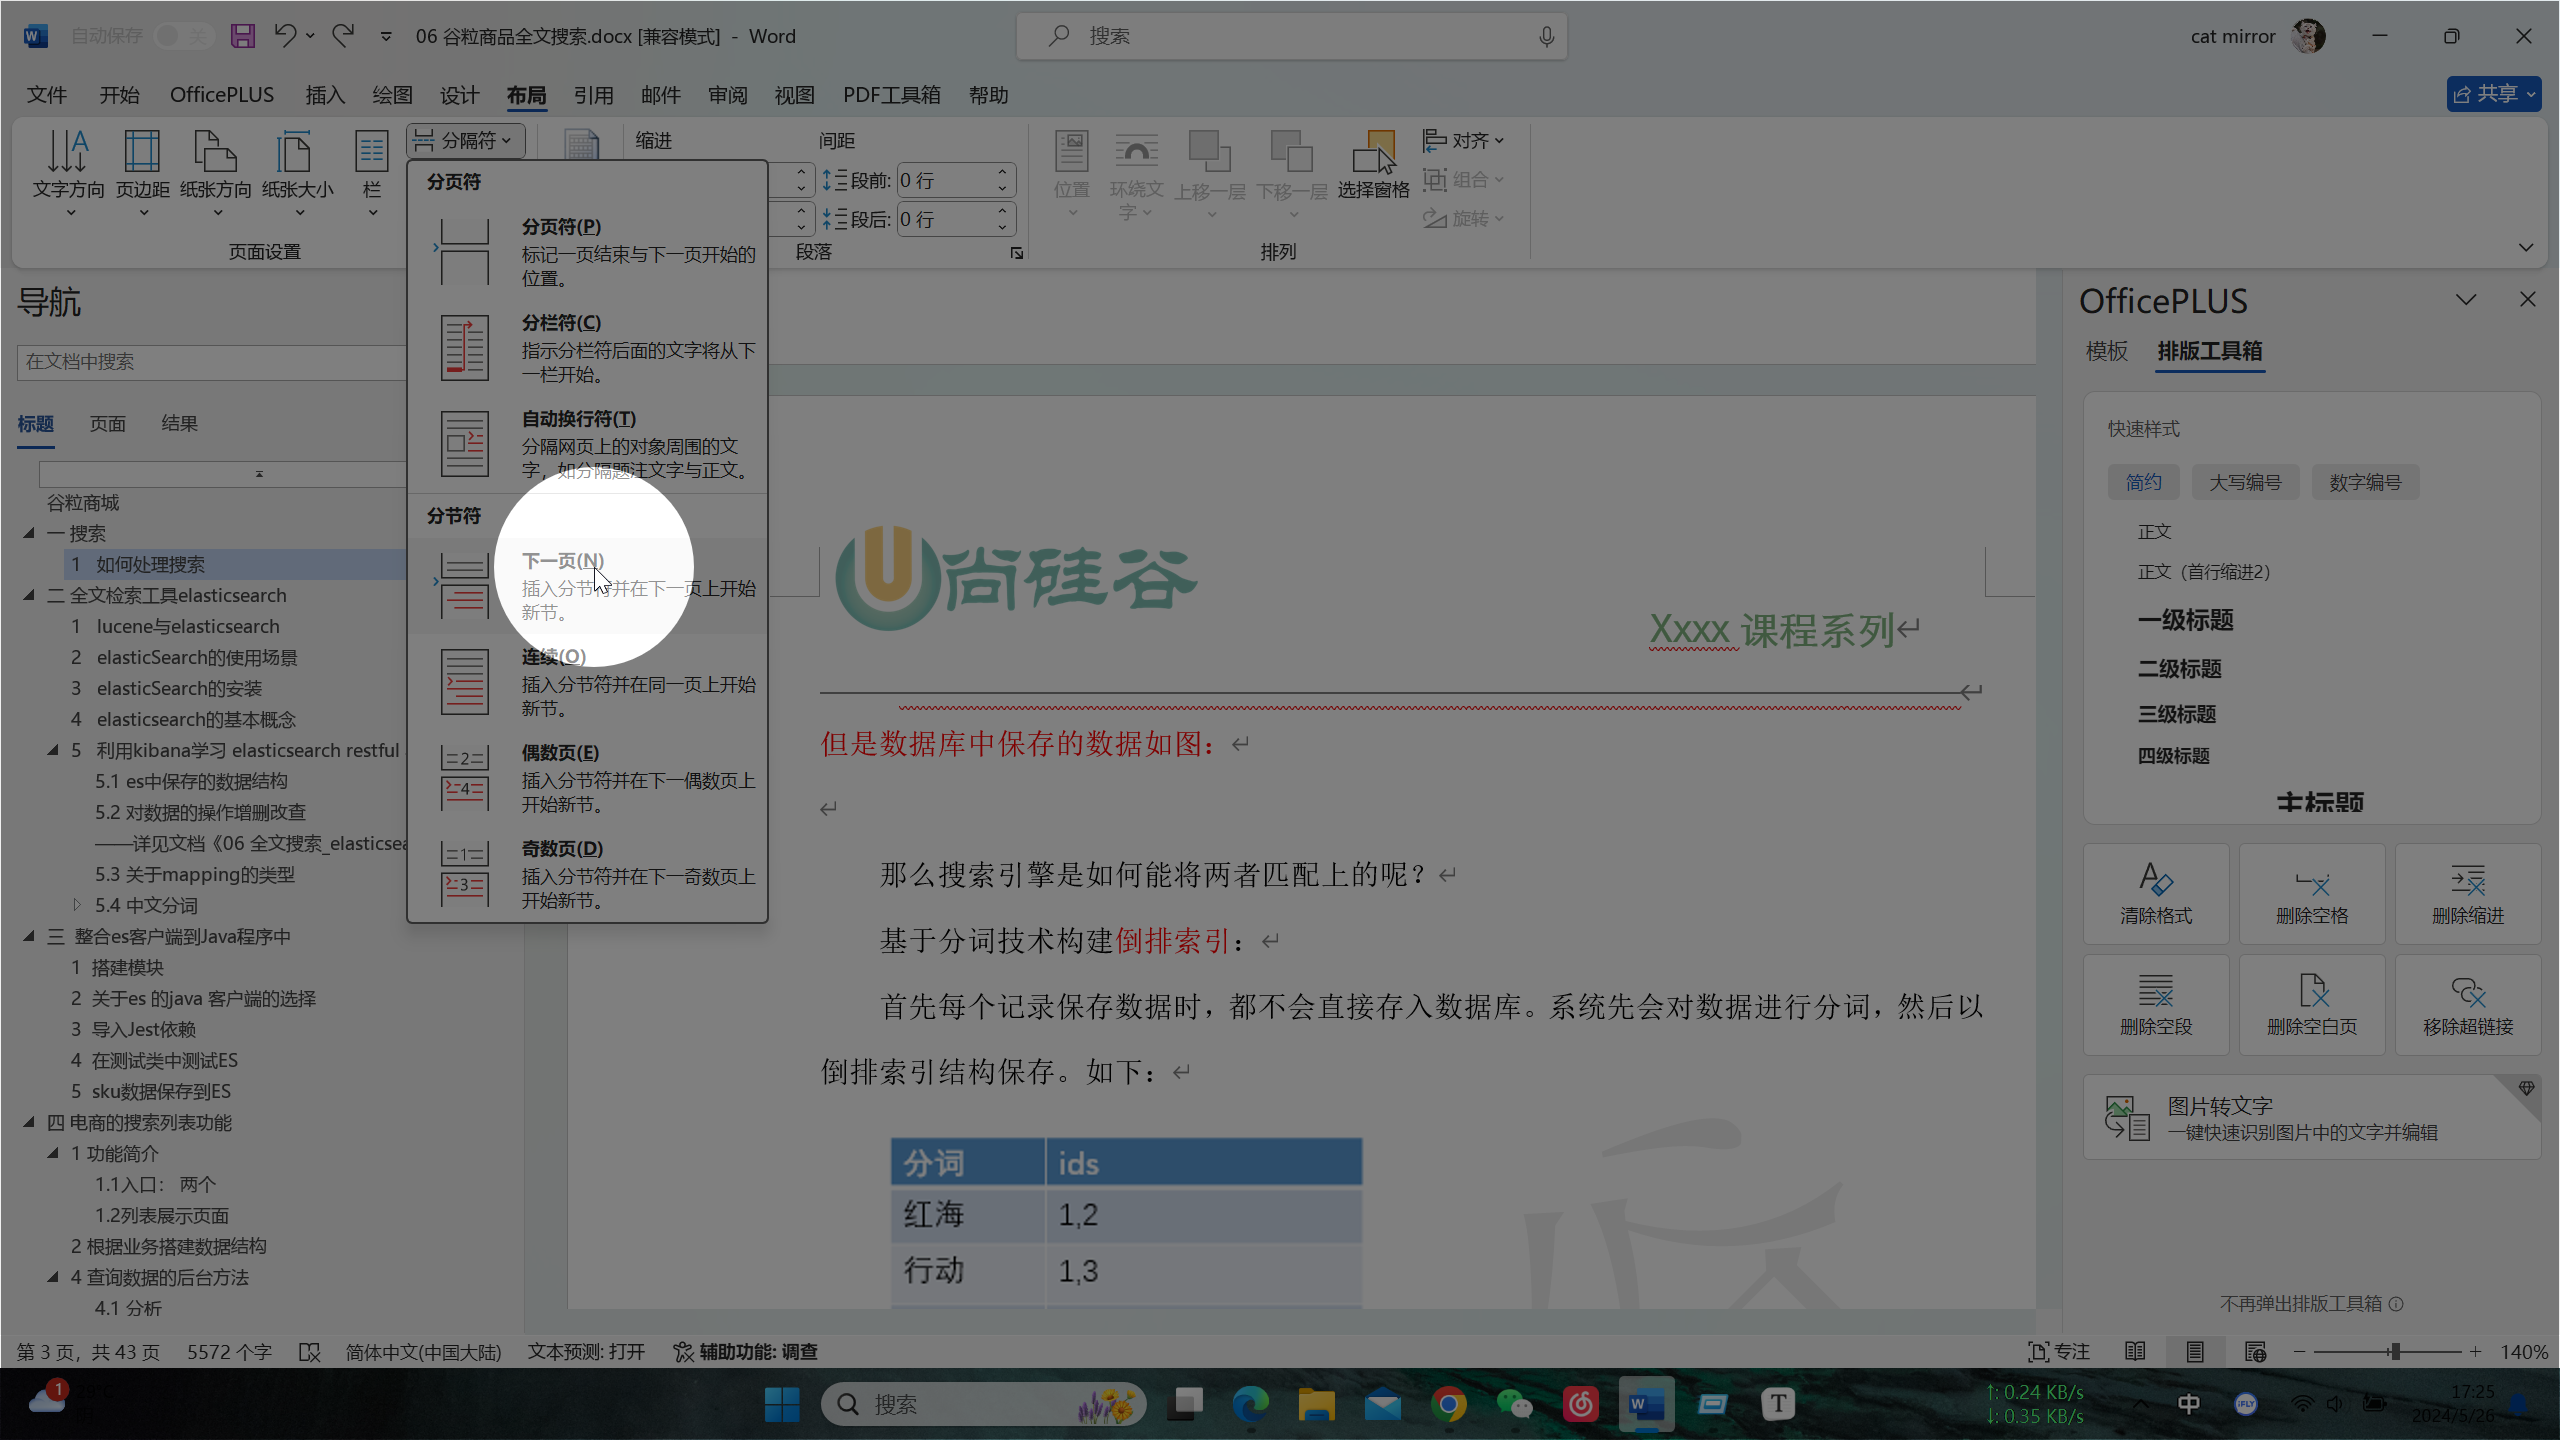 自动保存 关 06 谷粒商品全文搜索.docx [兼容模式] - Word 搜索 cat mirror
文件 开始 OfficePLUS 插入 绘图 设计 布局 引用 邮件 审阅 视图 PDF工具箱 帮助 共享
文字方向 页边距 纸张方向 纸张大小 栏 分隔符
页面设置
缩进 间距
段前: 0 行
段后: 0 行
段落
位置 环绕文字 上移一层 下移一层 选择窗格 对齐
组合
旋转
排列
分页符
分页符(P)
标记一页结束与下一页开始的
位置。
分栏符(C)
指示分栏符后面的文字将从下
一栏开始。
自动换行符(T)
分隔网页上的对象周围的文
字，如分隔题注文字与正文。
分节符
下一页(N)
插入分节符并在下一页上开始
新节。
连续(O)
插入分节符并在同一页上开始
新节。
=2=
=4=
偶数页(E)
插入分节符并在下一偶数页上
开始新节。
=1=
=3=
奇数页(D)
插入分节符并在下一奇数页上
开始新节。
导航
在文档中搜索
标题 页面 结果
谷粒商城
一 搜索
1 如何处理搜索
二 全文检索工具elasticsearch
1 lucene与elasticsearch
2 elasticSearch的使用场景
3 elasticSearch的安装
4 elasticsearch的基本概念
5 利用kibana学习 elasticsearch restful
5.1 es中保存的数据结构
5.2 对数据的操作增删改查
——详见文档《06 全文搜索_elasticsea
5.3 关于mapping的类型
5.4 中文分词
三 整合es客户端到Java程序中
1 搭建模块
2 关于es 的java 客户端的选择
3 导入Jest依赖
4 在测试类中测试ES
5 sku数据保存到ES
四 电商的搜索列表功能
1 功能简介
1.1入口： 两个
1.2列表展示页面
2 根据业务搭建数据结构
4 查询数据的后台方法
4.1 分析
尚硅谷
Xxxx 课程系列
但是数据库中保存的数据如图：
那么搜索引擎是如何能将两者匹配上的呢？
基于分词技术构建倒排索引：
首先每个记录保存数据时，都不会直接存入数据库。系统先会对数据进行分词，然后以
倒排索引结构保存。如下：
分词 ids
红海 1,2
行动 1,3
OfficePLUS
模板 排版工具箱
快速样式
简约 大写编号 数字编号
正文
正文（首行缩进2）
一级标题
二级标题
三级标题
四级标题
主标题
清除格式 删除空格 删除缩进
删除空段 删除空白页 移除超链接
图片转文字
一键快速识别图片中的文字并编辑
不再弹出排版工具箱
第 3 页，共 43 页 5572 个字 简体中文(中国大陆) 文本预测: 打开 辅助功能: 调查 专注 140%
1 搜索 ↑: 0.24 KB/s
↓: 0.35 KB/s
中 iFLY 17:25
2024/5/26